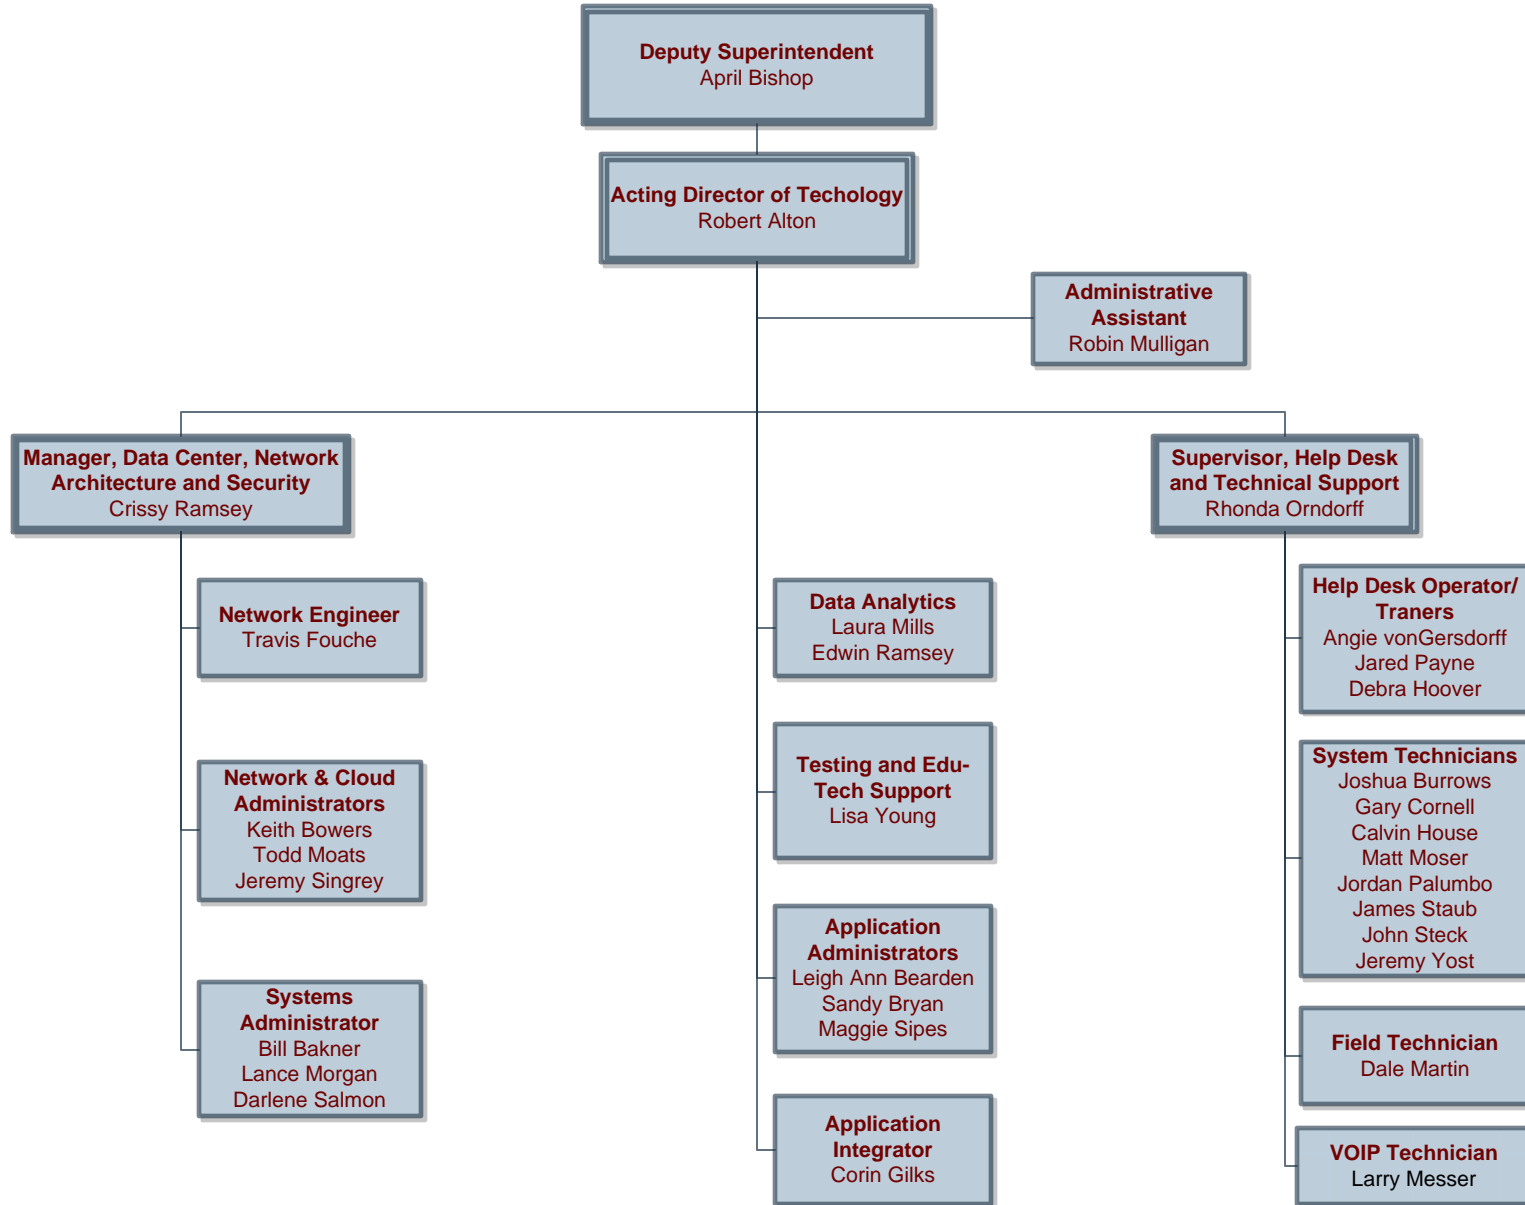 Deputy Superintendent
April Bishop
Acting Director of Techology
Robert Alton
Administrative
Assistant
Robin Mulligan
Manager, Data Center, Network
Architecture and Security
Crissy Ramsey
Network Engineer
Travis Fouche
Network & Cloud
Administrators
Keith Bowers
Todd Moats
Jeremy Singrey
Systems
Administrator
Bill Bakner
Lance Morgan
Darlene Salmon
Data Analytics
Laura Mills
Edwin Ramsey
Testing and Edu-
Tech Support
Lisa Young
Application
Administrators
Leigh Ann Bearden
Sandy Bryan
Maggie Sipes
Application
Integrator
Corin Gilks
Supervisor, Help Desk
and Technical Support
Rhonda Orndorff
Help Desk Operator/
Traners
Angie vonGersdorff
Jared Payne
Debra Hoover
System Technicians
Joshua Burrows
Gary Cornell
Calvin House
Matt Moser
Jordan Palumbo
James Staub
John Steck
Jeremy Yost
Field Technician
Dale Martin
VOIP Technician
Larry Messer